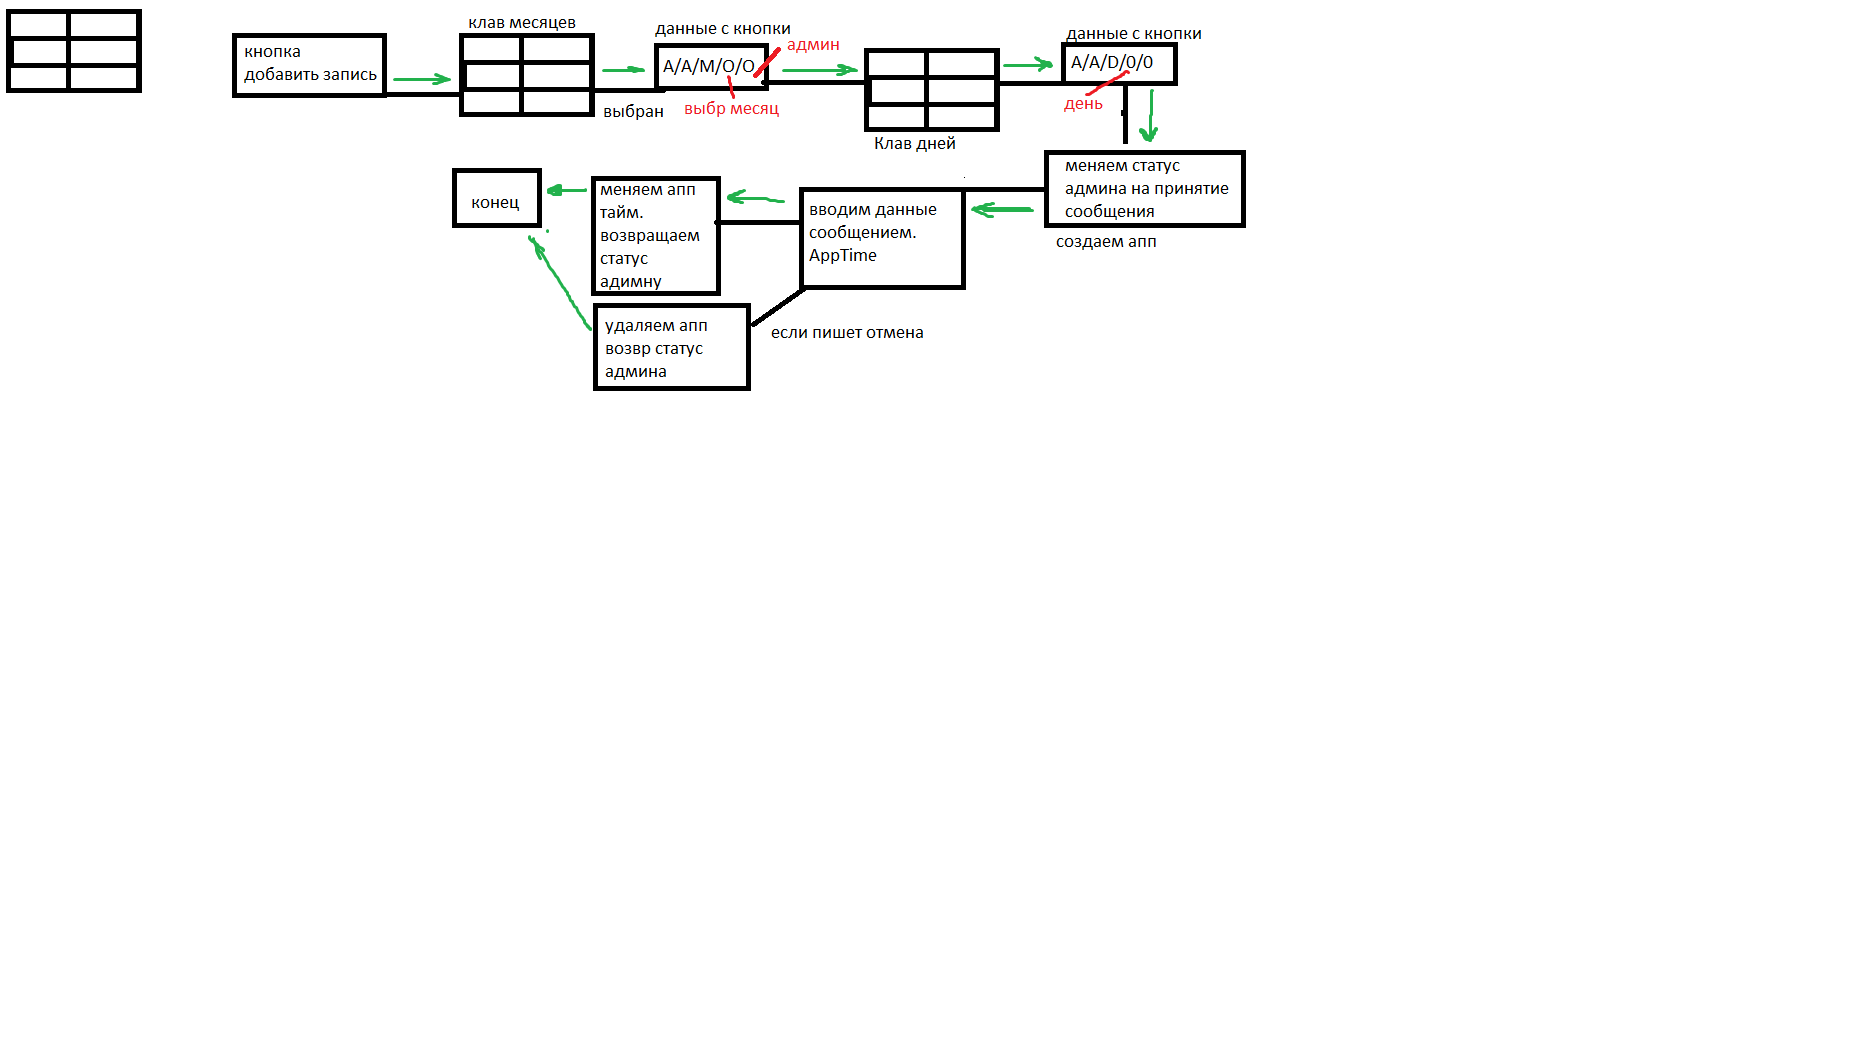 кнопка
добавить запись
клав месяцев
выбран
данные с кнопки
A/A/M/O/O
админ
выбр месяц
Клав дней
данные с кнопки
A/A/D/0/0
день
меняем статус
админа на принятие
сообщения
создаем апп
вводим данные
сообщением.
AppTime
меняем апп
тайм.
возвращаем
статус
адимну
конец
удаляем апп
возвр статус
админа
если пишет отмена